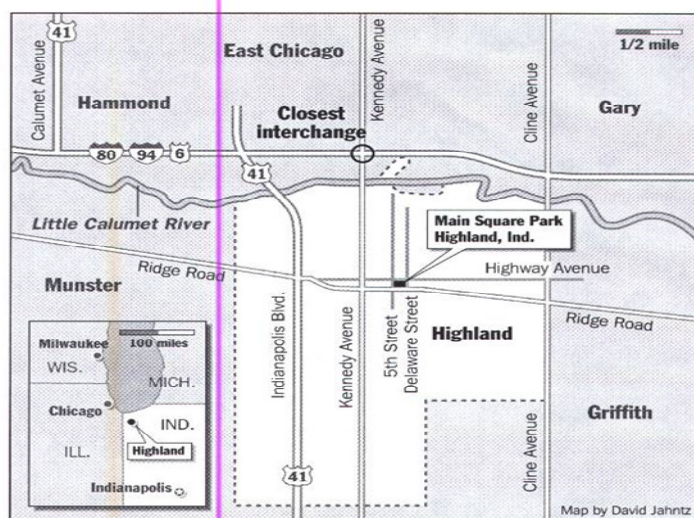 41
Calumet Avenue
East Chicago
Kennedy Avenue
1/2 mile
Hammond
Cline Avenue
Gary
Closest
interchange
80
94
6
41
Little Calumet River
Main Square Park
Highland, Ind.
Munster
Ridge Road
Highway Avenue
Indianapolis Blvd.
Kennedy Avenue
5th Street
Delaware Street
Highland
Ridge Road
Milwaukee
100 miles
WIS.
MICH.
Chicago
IND.
ILL.
Highland
Indianapolis
41
Cline Avenue
Griffith
Map by David Jahntz